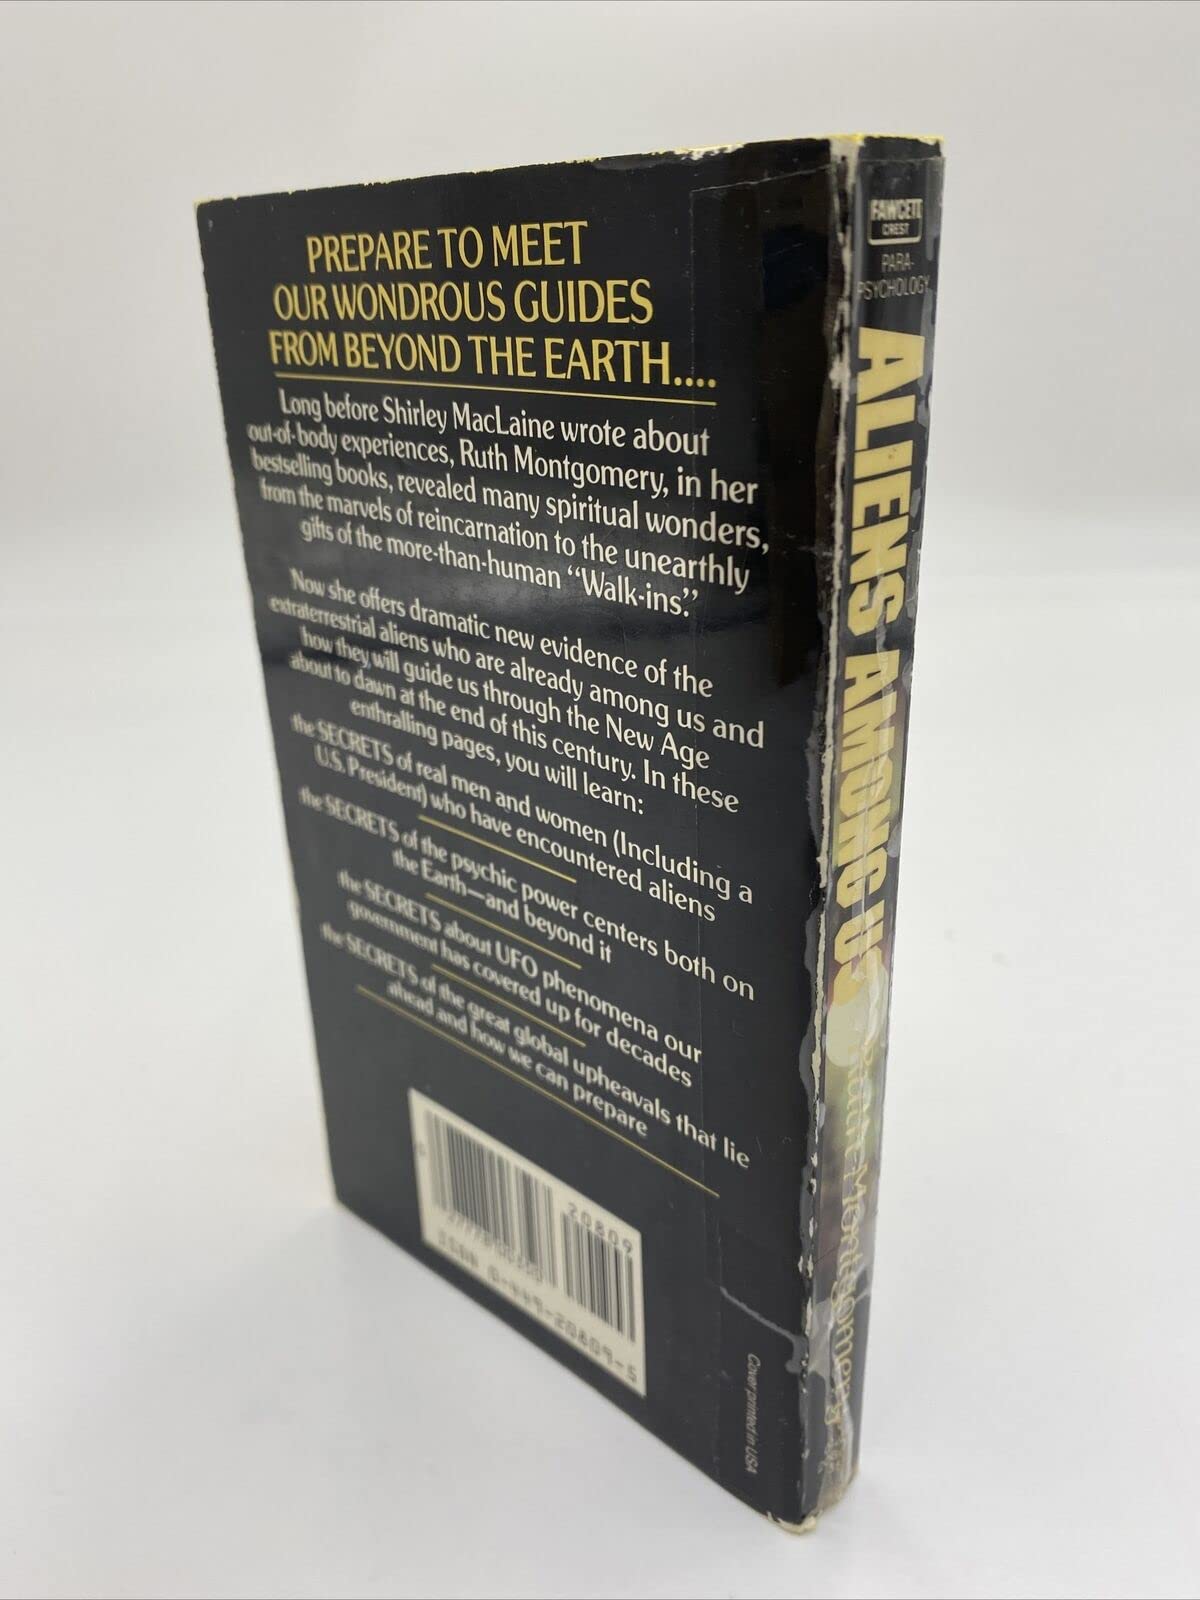 PREPARE TO MEET
OUR WONDROUS GUIDES
FROM BEYOND THE EARTH....
Long before Shirley MacLaine wrote about
out-of-body experiences, Ruth Montgomery, in her
bestselling books, revealed many spiritual wonders,
from the marvels of reincarnation to the unearthly
gifts of the more-than-human "Walk-ins."
Now she offers dramatic new evidence of the
extraterrestrial aliens who are already among us and
how they will guide us through the New Age
about to dawn at the end of this century. In these
enthralling pages, you will learn:
the SECRETS of real men and women (Including a
U.S. President) who have encountered aliens
the SECRETS of the psychic power centers both on
the Earth—and beyond it
the SECRETS about UFO phenomena our
government has covered up for decades
the SECRETS of the great global upheavals that lie
ahead and how we can prepare
20809
ISBN 0-449-20809-5
Cover printed in USA
FAWCETT
CREST
PARA-
PSYCHOLOGY
ALIENS AMONG US
Ruth Montgomery